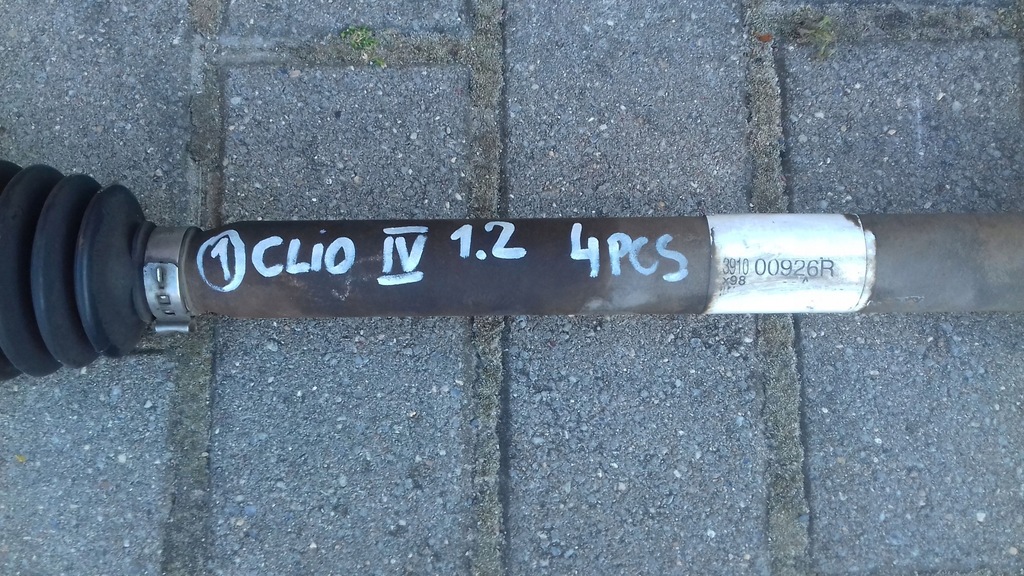 1 CLIO IV 1.2 4PCS
3910 00926R
X98